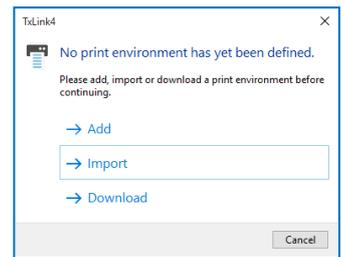 TxLink4
No print environment has yet been defined.
Please add, import or download a print environment before
continuing.
Add
Import
Download
Cancel